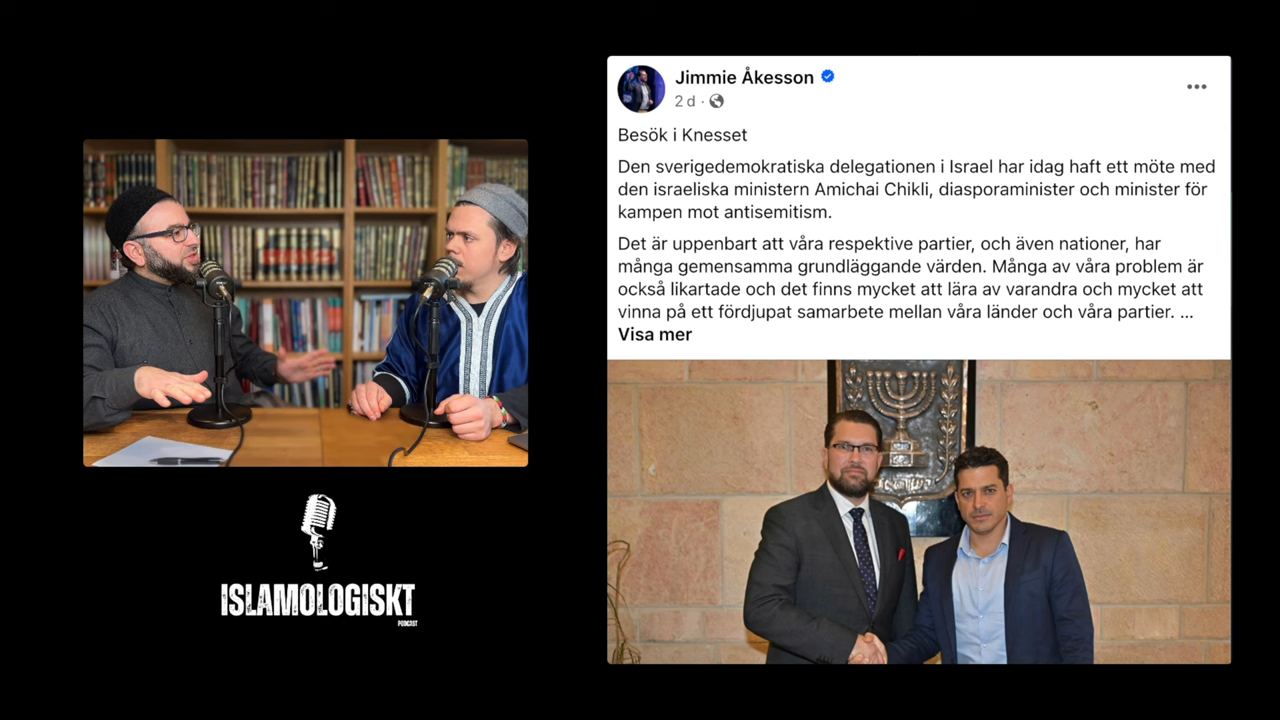 Jimmie Åkesson
2 d
Besök i Knesset
Den sverigedemokratiska delegationen i Israel har idag haft ett möte med
den israeliska ministern Amichai Chikli, diasporaminister och minister för
kampen mot antisemitism.
Det är uppenbart att våra respektive partier, och även nationer, har
många gemensamma grundläggande värden. Många av våra problem är
också likartade och det finns mycket att lära av varandra och mycket att
vinna på ett fördjupat samarbete mellan våra länder och våra partier. ...
Visa mer
ISLAMOLOGISKT
PODCAST